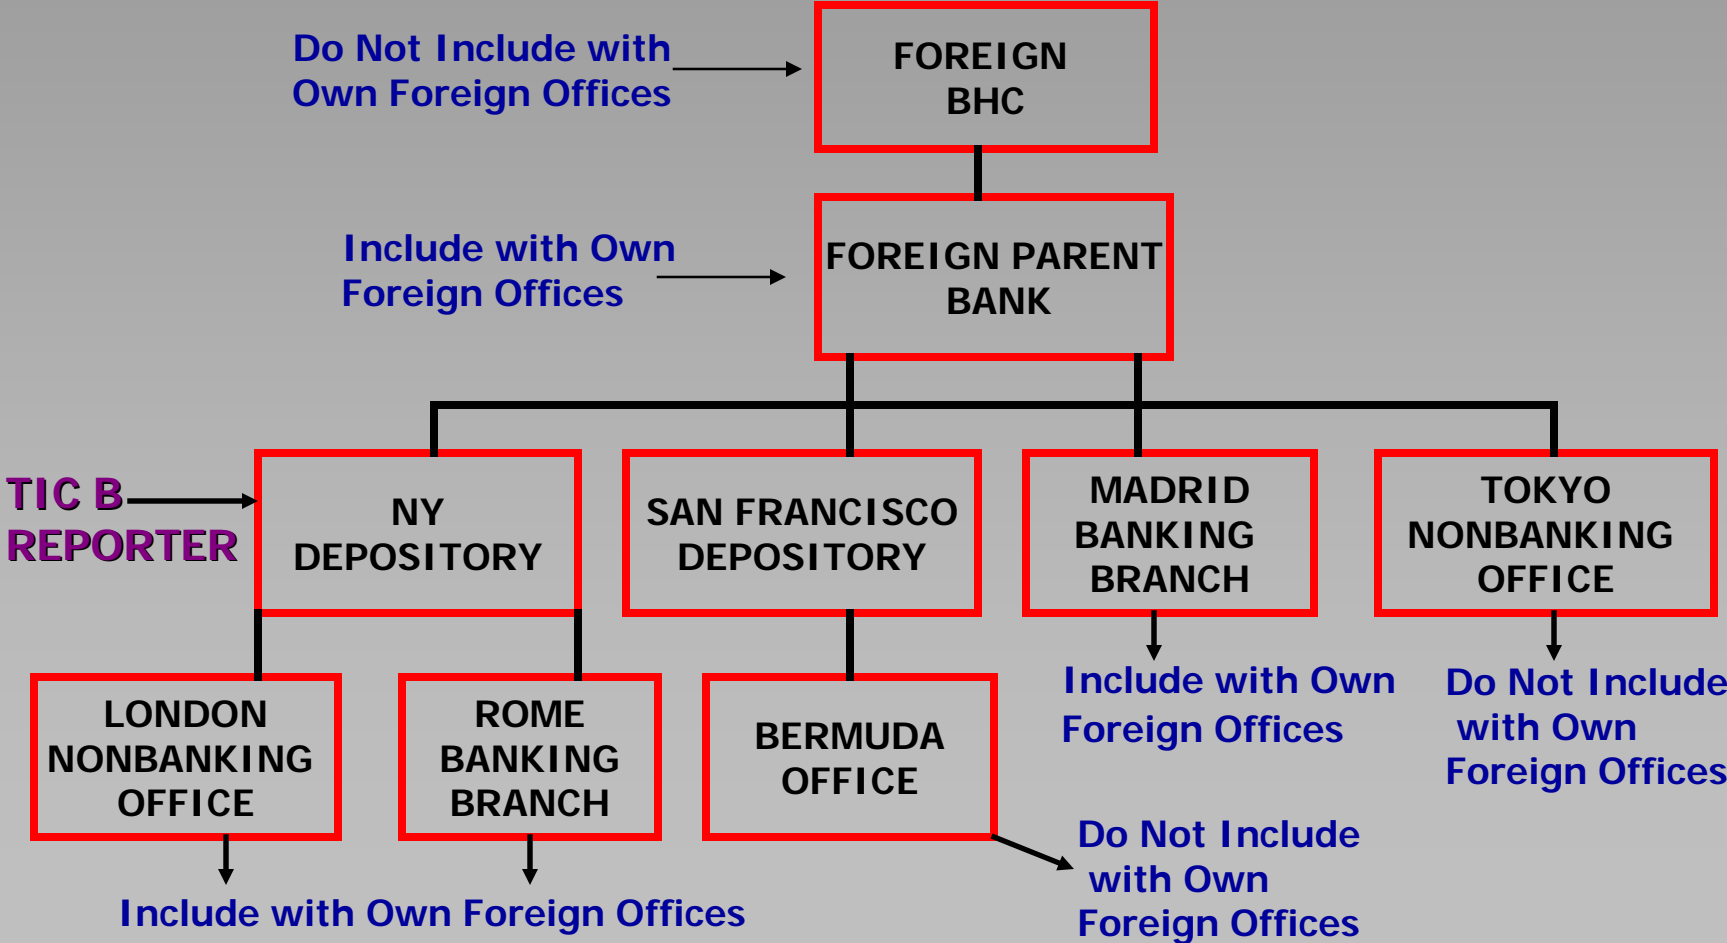 Do Not Include with
Own Foreign Offices
FOREIGN
BHC
Include with Own
Foreign Offices
FOREIGN PARENT
BANK
TIC B
REPORTER
NY
DEPOSITORY
SAN FRANCISCO
DEPOSITORY
MADRID
BANKING
BRANCH
TOKYO
NONBANKING
OFFICE
LONDON
NONBANKING
OFFICE
ROME
BANKING
BRANCH
BERMUDA
OFFICE
Include with Own
Foreign Offices
Do Not Include
with Own
Foreign Offices
Include with Own Foreign Offices
Do Not Include
with Own
Foreign Offices